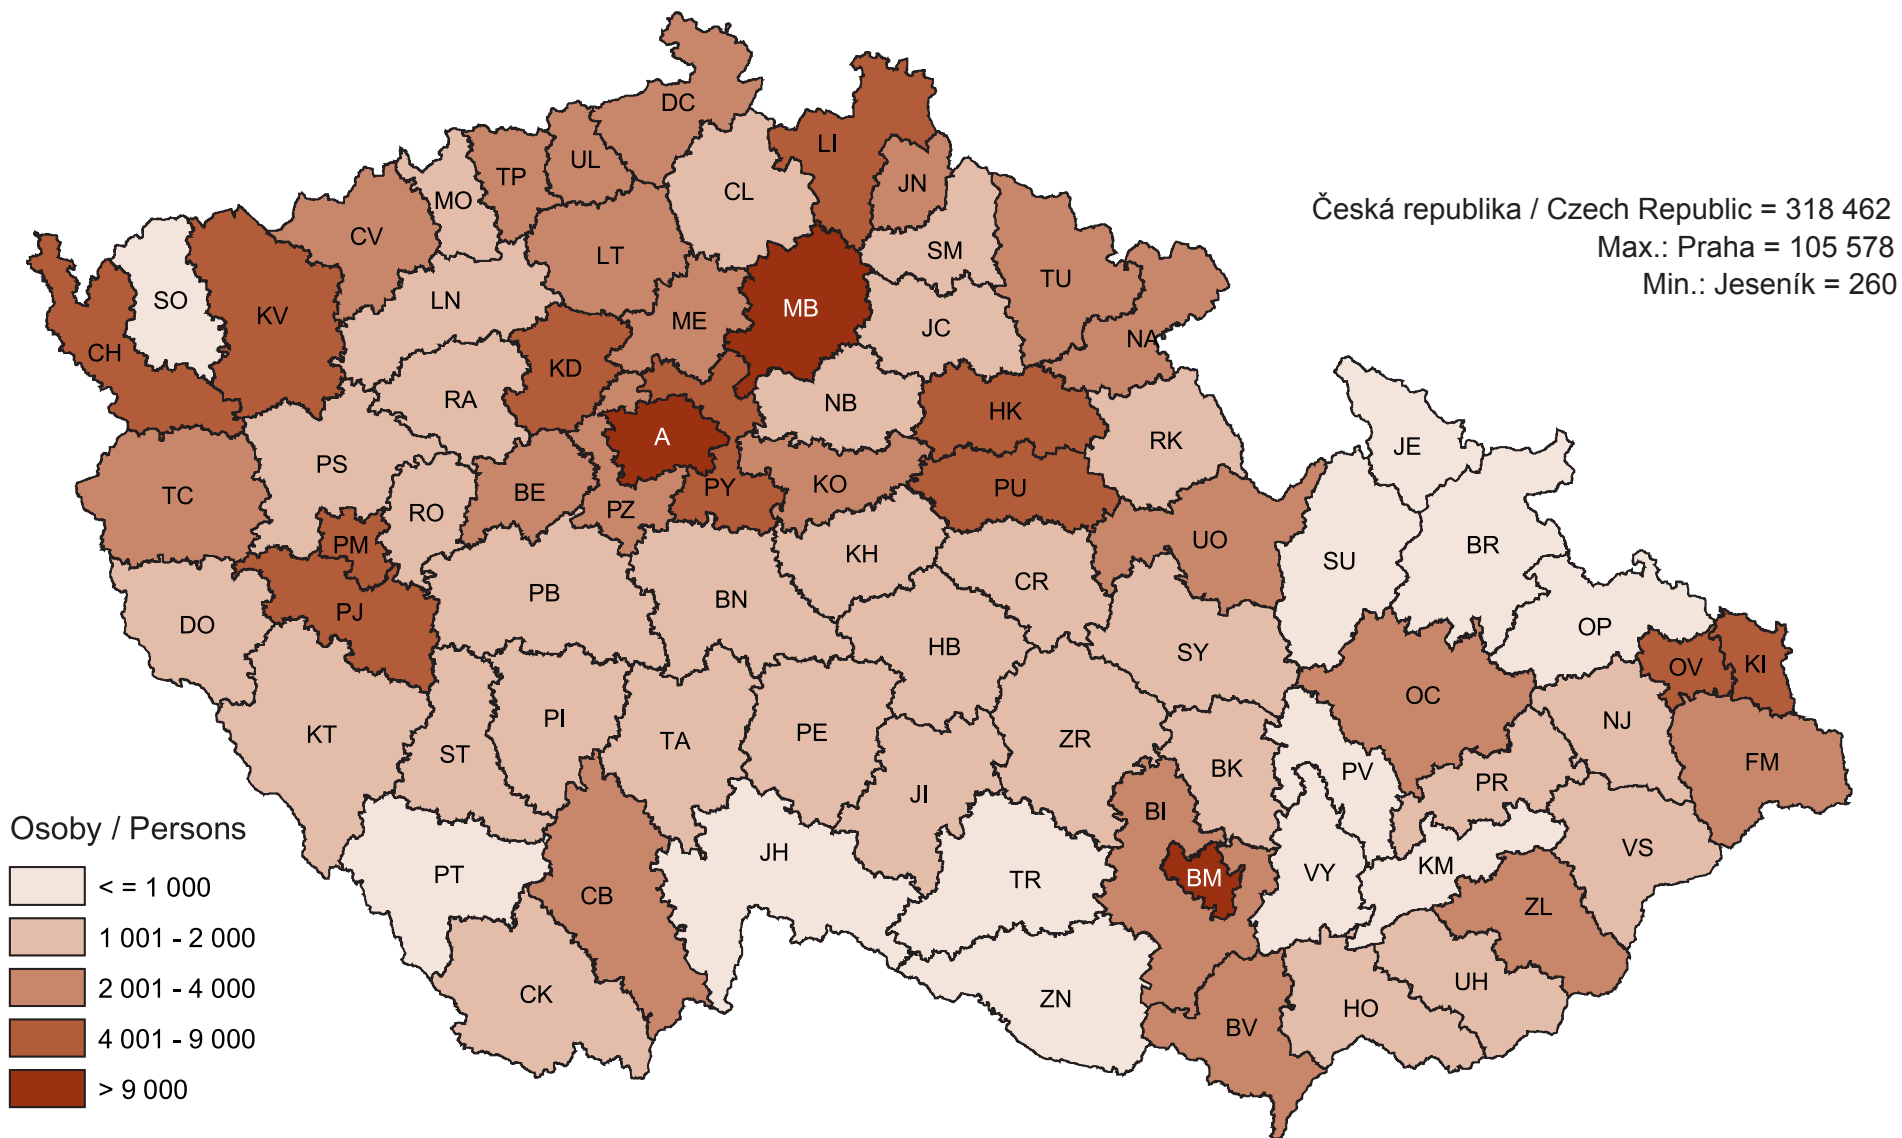 DC
LI
UL
TP
JN
CL
MO
CV
SM
LT
TU
SO
LN
KV
ME
MB
JC
NA
CH
KD
RA
NB
HK
A
RK
JE
PS
TC
BE
PY
KO
PU
RO
PZ
UO
PM
KH
BR
SU
CR
PB
BN
PJ
DO
OP
HB
SY
OV
KI
OC
PI
NJ
KT
TA
PE
ZR
ST
BK
PV
PR
FM
JI
BI
JH
VS
PT
TR
BM
VY
KM
CB
ZL
CK
ZN
UH
HO
BV
Česká republika / Czech Republic = 318 462
Max.: Praha = 105 578
Min.: Jeseník = 260
Osoby / Persons
< = 1 000
1 001 - 2 000
2 001 - 4 000
4 001 - 9 000
> 9 000